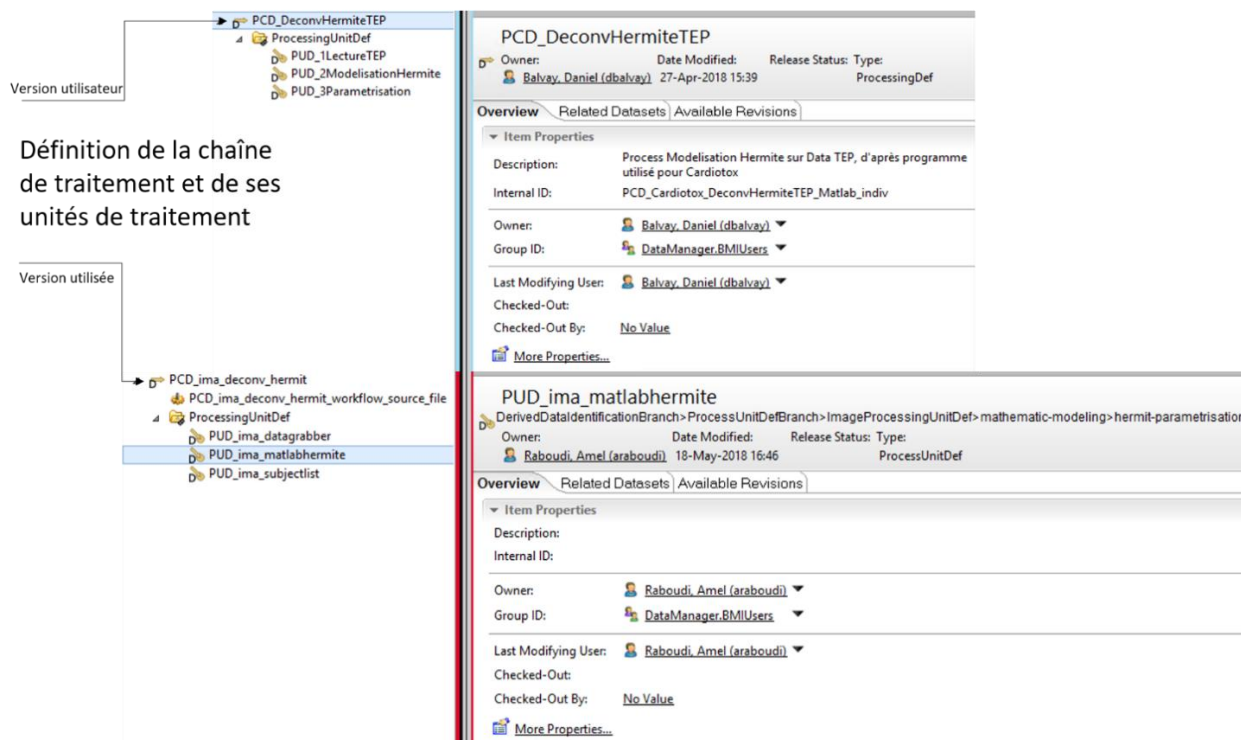 PCD_DeconvHermiteTEP
ProcessingUnitDef
PUD_1LectureTEP
PUD_2ModelisationHermite
PUD_3Parametrisation
Version utilisateur
Définition de la chaîne
de traitement et de ses
unités de traitement
Version utilisée
PCD_ima_deconv_hermit
PCD_ima_deconv_hermit_workflow_source_file
ProcessingUnitDef
PUD_ima_datagrabber
PUD_ima_matlabhermite
PUD_ima_subjectlist
PCD_DeconvHermiteTEP
Owner: Date Modified: Release Status: Type:
Balvay, Daniel (dbalvay) 27-Apr-2018 15:39 ProcessingDef
Overview Related Datasets Available Revisions
Item Properties
Description: Process Modelisation Hermite sur Data TEP, d'après programme
utilisé pour Cardiotox
Internal ID: PCD_Cardiotox_DeconvHermiteTEP_Matlab_indiv
Owner: Balvay, Daniel (dbalvay)
Group ID: DataManager.BMIUsers
Last Modifying User: Balvay, Daniel (dbalvay)
Checked-Out:
Checked-Out By: No Value
More Properties...
PUD_ima_matlabhermite
DerivedDataIdentificationBranch>ProcessUnitDefBranch>ImageProcessingUnitDef>mathematic-modeling>hermit-parametrisation
Owner: Date Modified: Release Status: Type:
Raboudi, Amel (araboudi) 18-May-2018 16:46 ProcessUnitDef
Overview Related Datasets Available Revisions
Item Properties
Description:
Internal ID:
Owner: Raboudi, Amel (araboudi)
Group ID: DataManager.BMIUsers
Last Modifying User: Raboudi, Amel (araboudi)
Checked-Out:
Checked-Out By: No Value
More Properties...